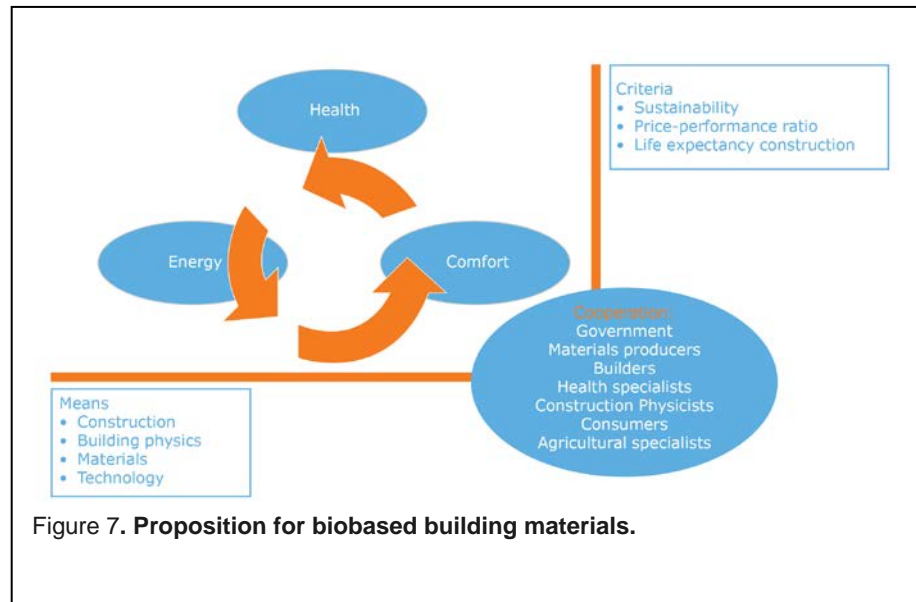 Health
Energy
Comfort
Criteria
• Sustainability
• Price-performance ratio
• Life expectancy construction
Cooperation:
Government
Materials producers
Builders
Health specialists
Construction Physicists
Consumers
Agricultural specialists
Means
• Construction
• Building physics
• Materials
• Technology
Figure 7. Proposition for biobased building materials.